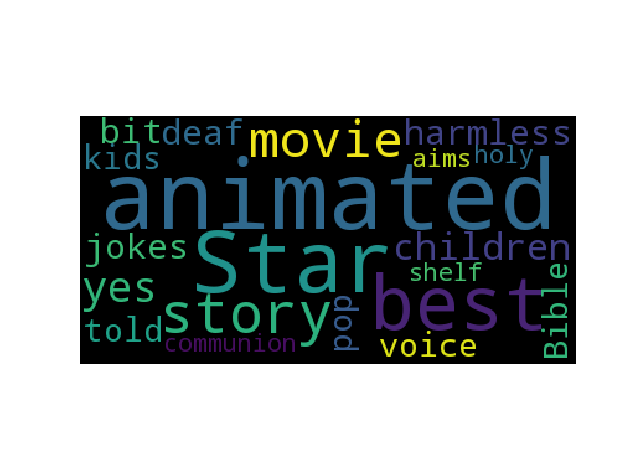 bit deaf movie harmless
kids aims holy
animated
jokes Star children
yes story shelf best Bible
told communion pop voice